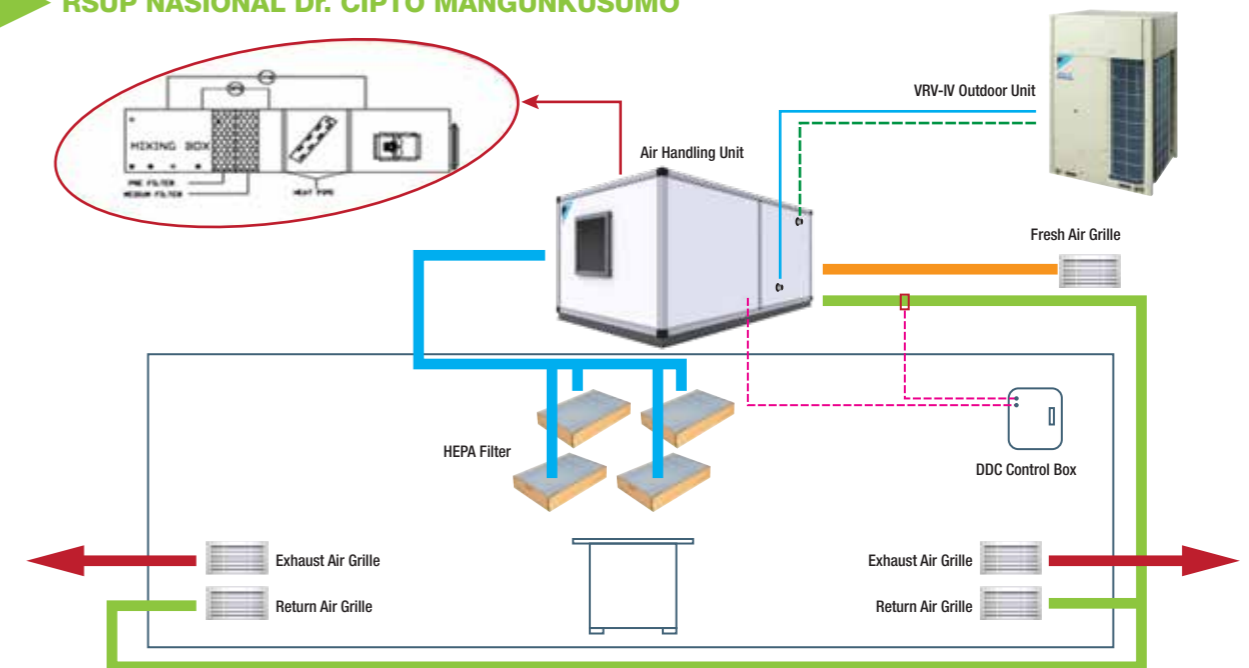 RSUP NASIONAL Dr. CIPTO MANGUNKUSUMO
VRV-IV Outdoor Unit
Air Handling Unit
MIXING BOX
PRE FILTER
MEDIUM FILTER
HEAT PIPE
Fresh Air Grille
HEPA Filter
DDC Control Box
Exhaust Air Grille
Exhaust Air Grille
Return Air Grille
Return Air Grille